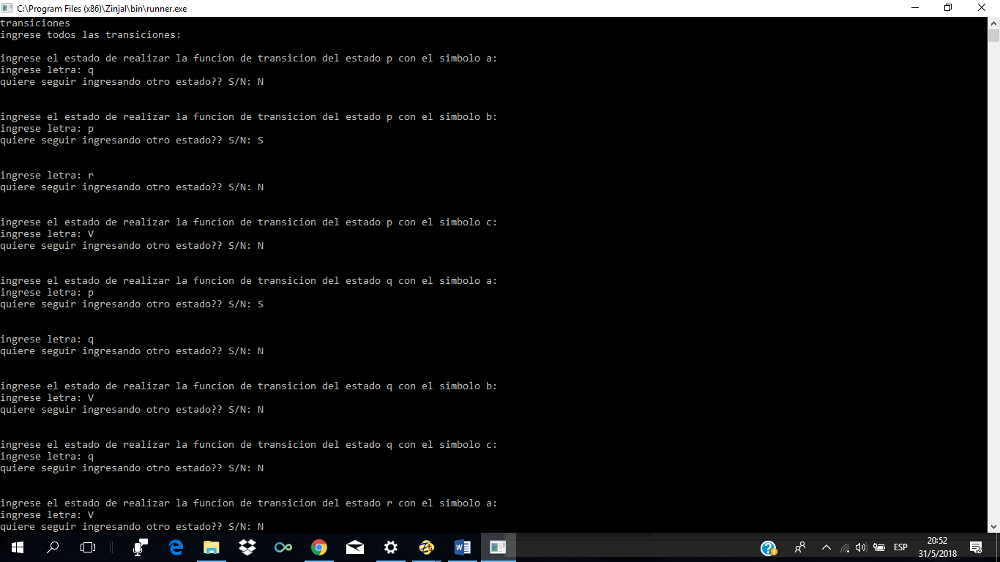 C:\Program Files (x86)\ZinjaI\bin\runner.exe
transiciones
ingrese todos las transiciones:
ingrese el estado de realizar la funcion de transicion del estado p con el simbolo a:
ingrese letra: q
quiere seguir ingresando otro estado?? S/N: N
ingrese el estado de realizar la funcion de transicion del estado p con el simbolo b:
ingrese letra: p
quiere seguir ingresando otro estado?? S/N: S
ingrese letra: r
quiere seguir ingresando otro estado?? S/N: N
ingrese el estado de realizar la funcion de transicion del estado p con el simbolo c:
ingrese letra: V
quiere seguir ingresando otro estado?? S/N: N
ingrese el estado de realizar la funcion de transicion del estado q con el simbolo a:
ingrese letra: p
quiere seguir ingresando otro estado?? S/N: S
ingrese letra: q
quiere seguir ingresando otro estado?? S/N: N
ingrese el estado de realizar la funcion de transicion del estado q con el simbolo b:
ingrese letra: V
quiere seguir ingresando otro estado?? S/N: N
ingrese el estado de realizar la funcion de transicion del estado q con el simbolo c:
ingrese letra: q
quiere seguir ingresando otro estado?? S/N: N
ingrese el estado de realizar la funcion de transicion del estado r con el simbolo a:
ingrese letra: V
quiere seguir ingresando otro estado?? S/N: N
ESP
20:52
31/5/2018